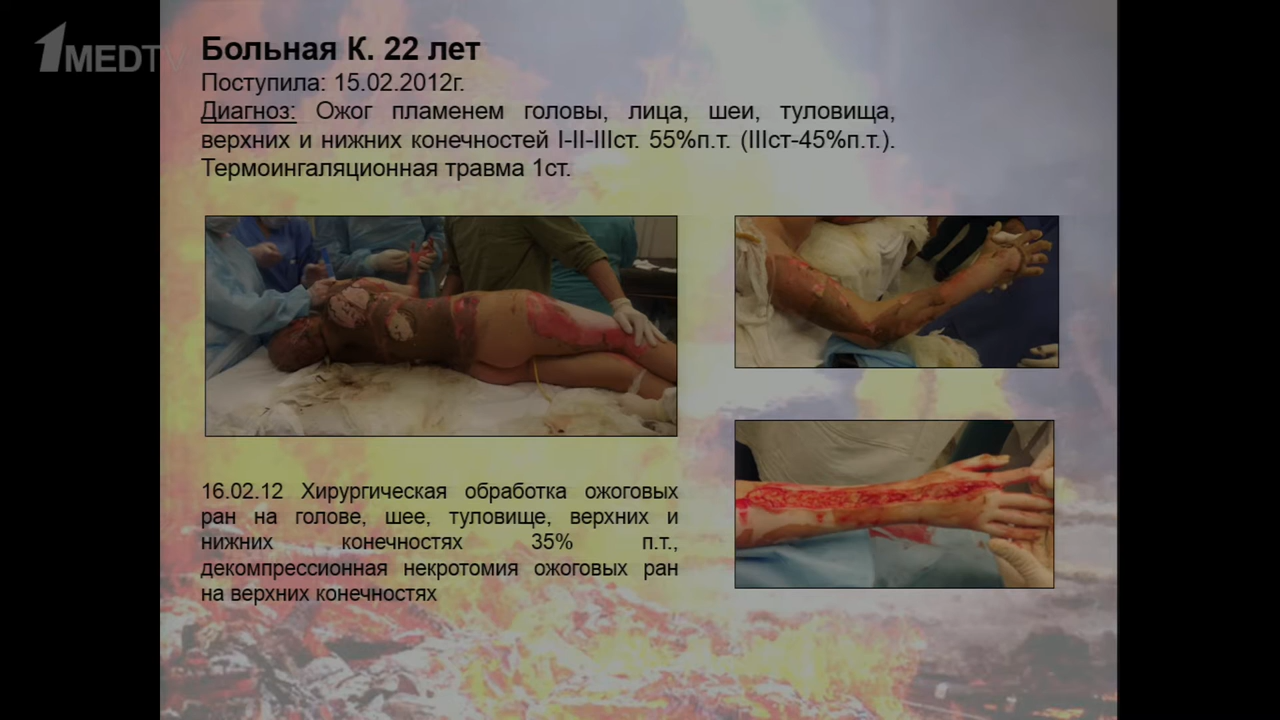 1MEDTV
Больная К. 22 лет
Поступила: 15.02.2012г.
Диагноз: Ожог пламенем головы, лица, шеи, туловища,
верхних и нижних конечностей I-II-IIIст. 55%п.т. (IIIст-45%п.т.).
Термоингаляционная травма 1ст.
16.02.12 Хирургическая обработка ожоговых
ран на голове, шее, туловище, верхних и
нижних конечностях 35% п.т.,
декомпрессионная некротомия ожоговых ран
на верхних конечностях